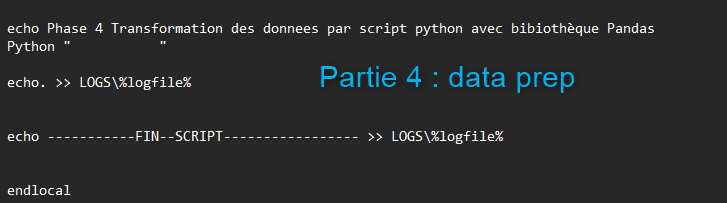 echo Phase 4 Transformation des donnees par script python avec bibiothèque Pandas
Python "           "
echo. >> LOGS\%logfile%
Partie 4 : data prep
echo -----------FIN--SCRIPT----------------- >> LOGS\%logfile%
endlocal